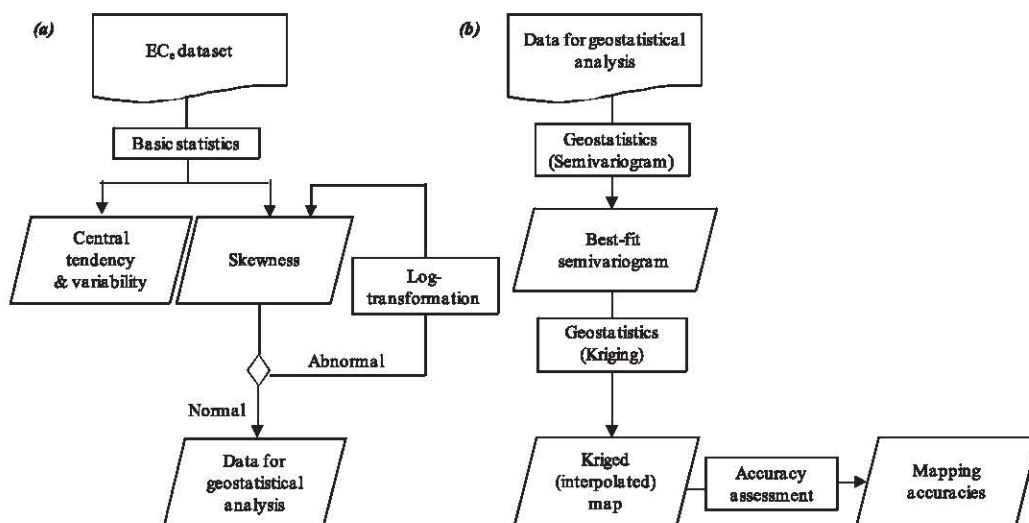 (a)
ECe dataset
Basic statistics
Central
tendency
& variability
Skewness
Log-
transformation
Abnormal
Normal
Data for
geostatistical
analysis
(b)
Data for geostatistical
analysis
Geostatistics
(Semivariogram)
Best-fit
semivariogram
Geostatistics
(Kriging)
Kriged
(interpolated)
map
Accuracy
assessment
Mapping
accuracies